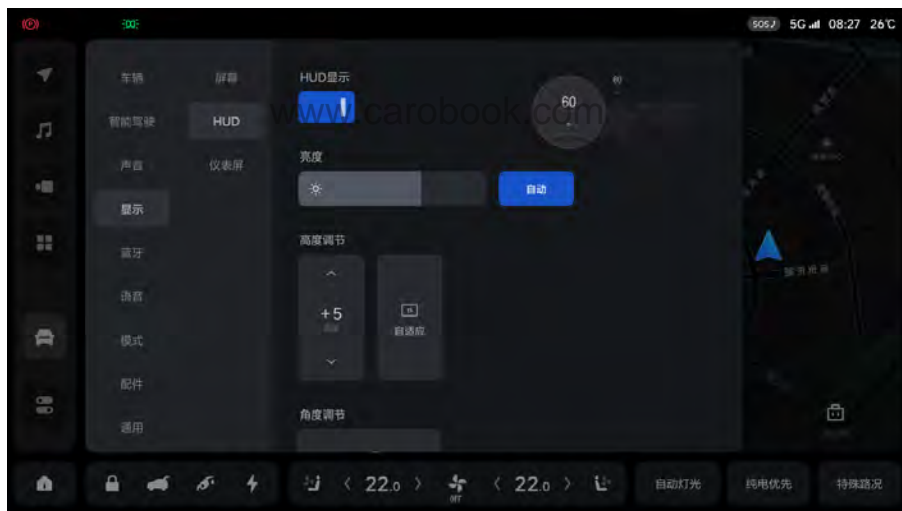 SOS 5G 08:27 26℃
车辆
屏幕
HUD显示
60
60
智能驾驶
HUD
www.carobook.com
声音
仪表屏
亮度
显示
自动
蓝牙
高度调节
语音
+5
自适应
模式
配件
角度调节
通用
22.0
OFF
22.0
自动灯光
纯电优先
特殊路况